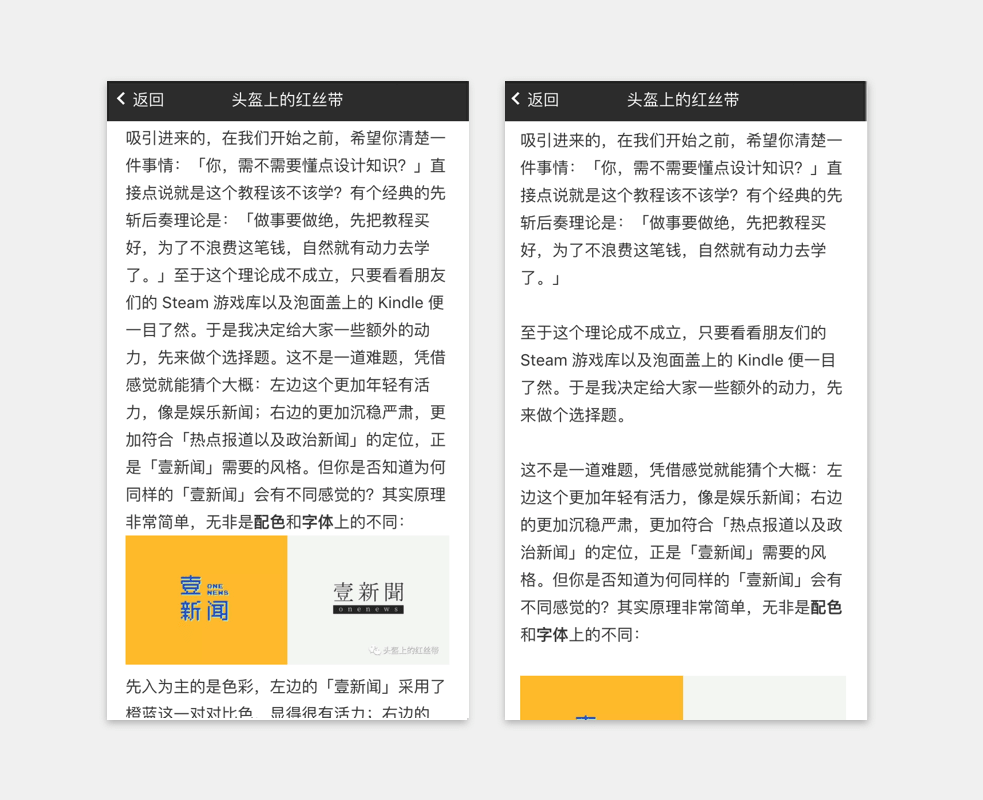 返回
头盔上的红丝带
吸引进来的，在我们开始之前，希望你清楚一
件事情：「你，需不需要懂点设计知识？」直
接点说就是这个教程该不该学？有个经典的先
斩后奏理论是：「做事要做绝，先把教程买
好，为了不浪费这笔钱，自然就有动力去学
了。」至于这个理论成不成立，只要看看朋友
们的 Steam 游戏库以及泡面盖上的 Kindle 便
一目了然。于是我决定给大家一些额外的动
力，先来做个选择题。这不是一道难题，凭借
感觉就能猜个大概：左边这个更加年轻有活
力，像是娱乐新闻；右边的更加沉稳严肃，更
加符合「热点报道以及政治新闻」的定位，正
是「壹新闻」需要的风格。但你是否知道为何
同样的「壹新闻」会有不同感觉的？其实原理
非常简单，无非是配色和字体上的不同：
壹 ONE
NEWS
新闻
壹新聞
onenews
头盔上的红丝带
先入为主的是色彩，左边的「壹新闻」采用了
橙蓝这一对对比色，显得很有活力；右边的
返回
头盔上的红丝带
吸引进来的，在我们开始之前，希望你清楚一
件事情：「你，需不需要懂点设计知识？」直
接点说就是这个教程该不该学？有个经典的先
斩后奏理论是：「做事要做绝，先把教程买
好，为了不浪费这笔钱，自然就有动力去学
了。」
至于这个理论成不成立，只要看看朋友们的
Steam 游戏库以及泡面盖上的 Kindle 便一目
了然。于是我决定给大家一些额外的动力，先
来做个选择题。
这不是一道难题，凭借感觉就能猜个大概：左
边这个更加年轻有活力，像是娱乐新闻；右边
的更加沉稳严肃，更加符合「热点报道以及政
治新闻」的定位，正是「壹新闻」需要的风
格。但你是否知道为何同样的「壹新闻」会有
不同感觉的？其实原理非常简单，无非是配色
和字体上的不同：